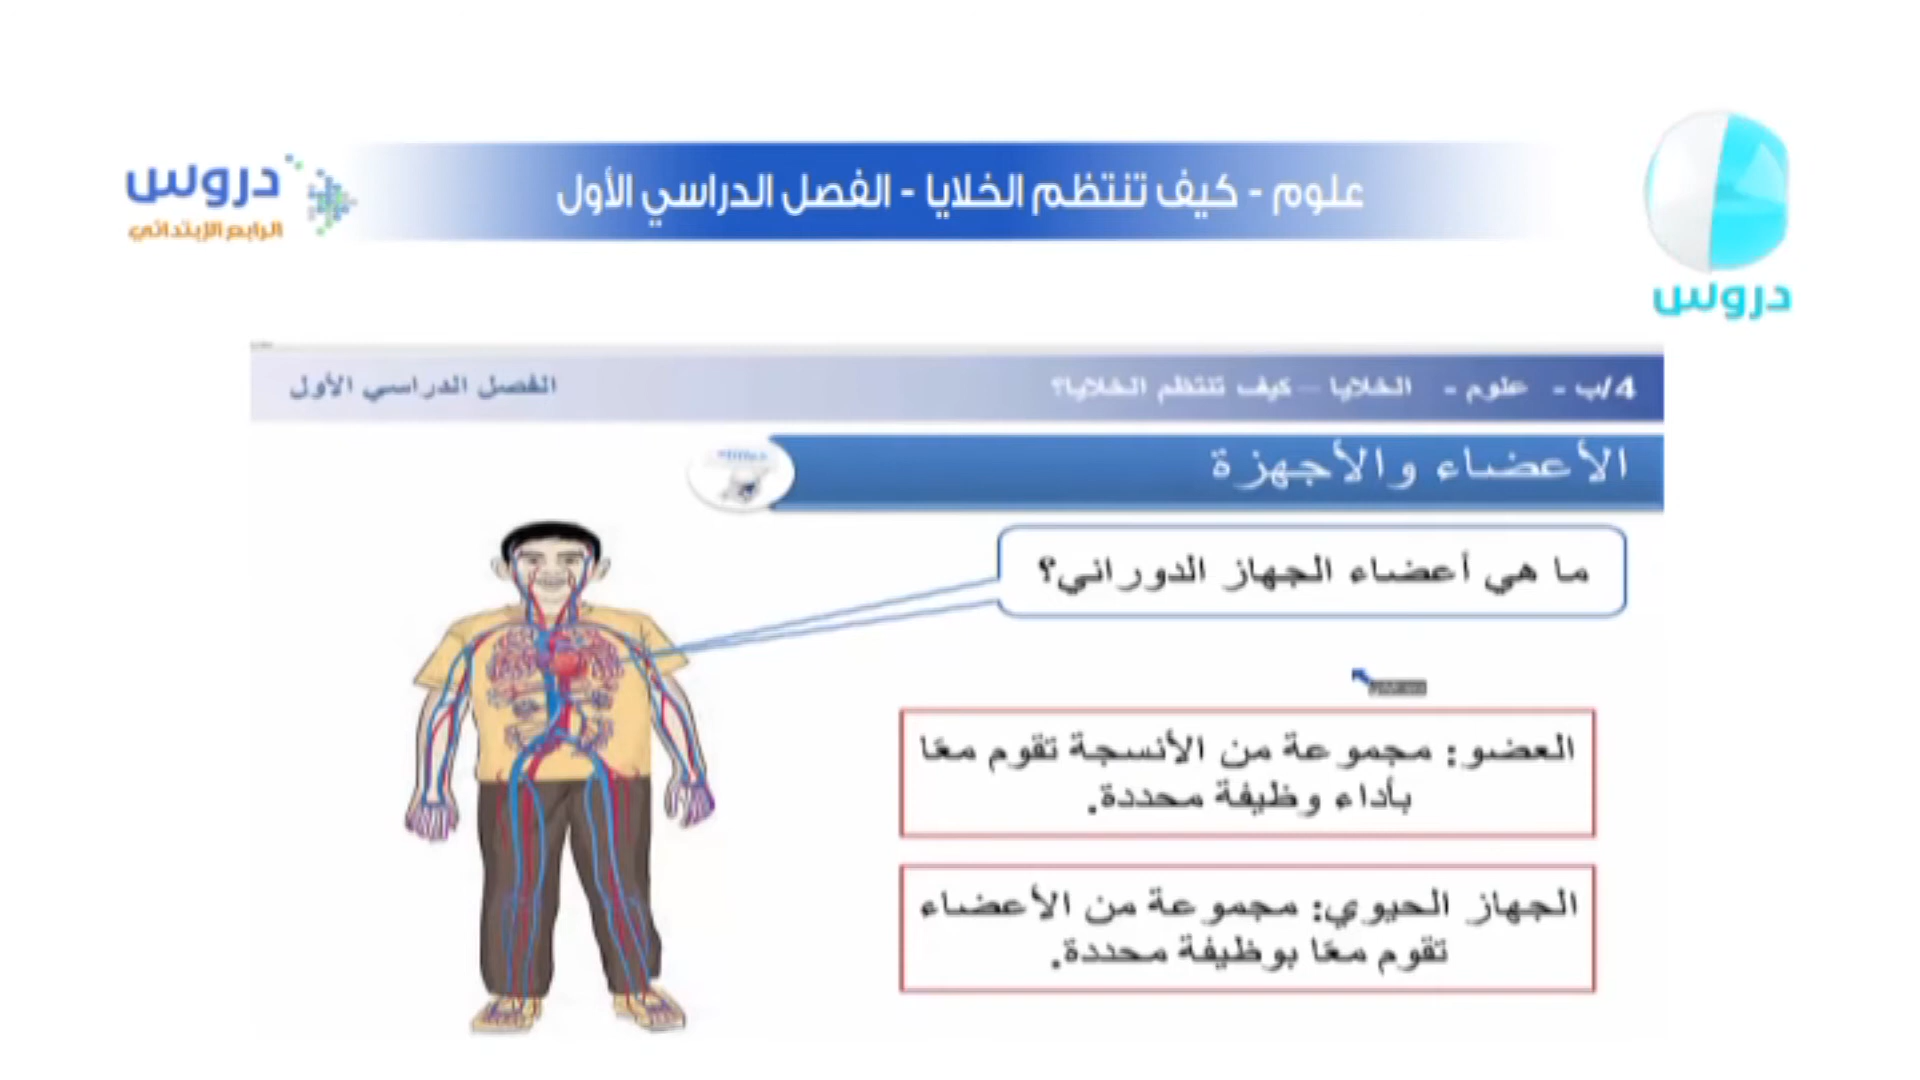 علوم - كيف تنتظم الخلايا - الفصل الدراسي الأول
دروس
الرابع الإبتدائي
دروس
4/ب - علوم - الخلايا – كيف تنتظم الخلايا؟
الفصل الدراسي الأول
الأعضاء والأجهزة
ما هي أعضاء الجهاز الدوراني؟
العضو: مجموعة من الأنسجة تقوم معًا
بأداء وظيفة محددة.
الجهاز الحيوي: مجموعة من الأعضاء
تقوم معًا بوظيفة محددة.